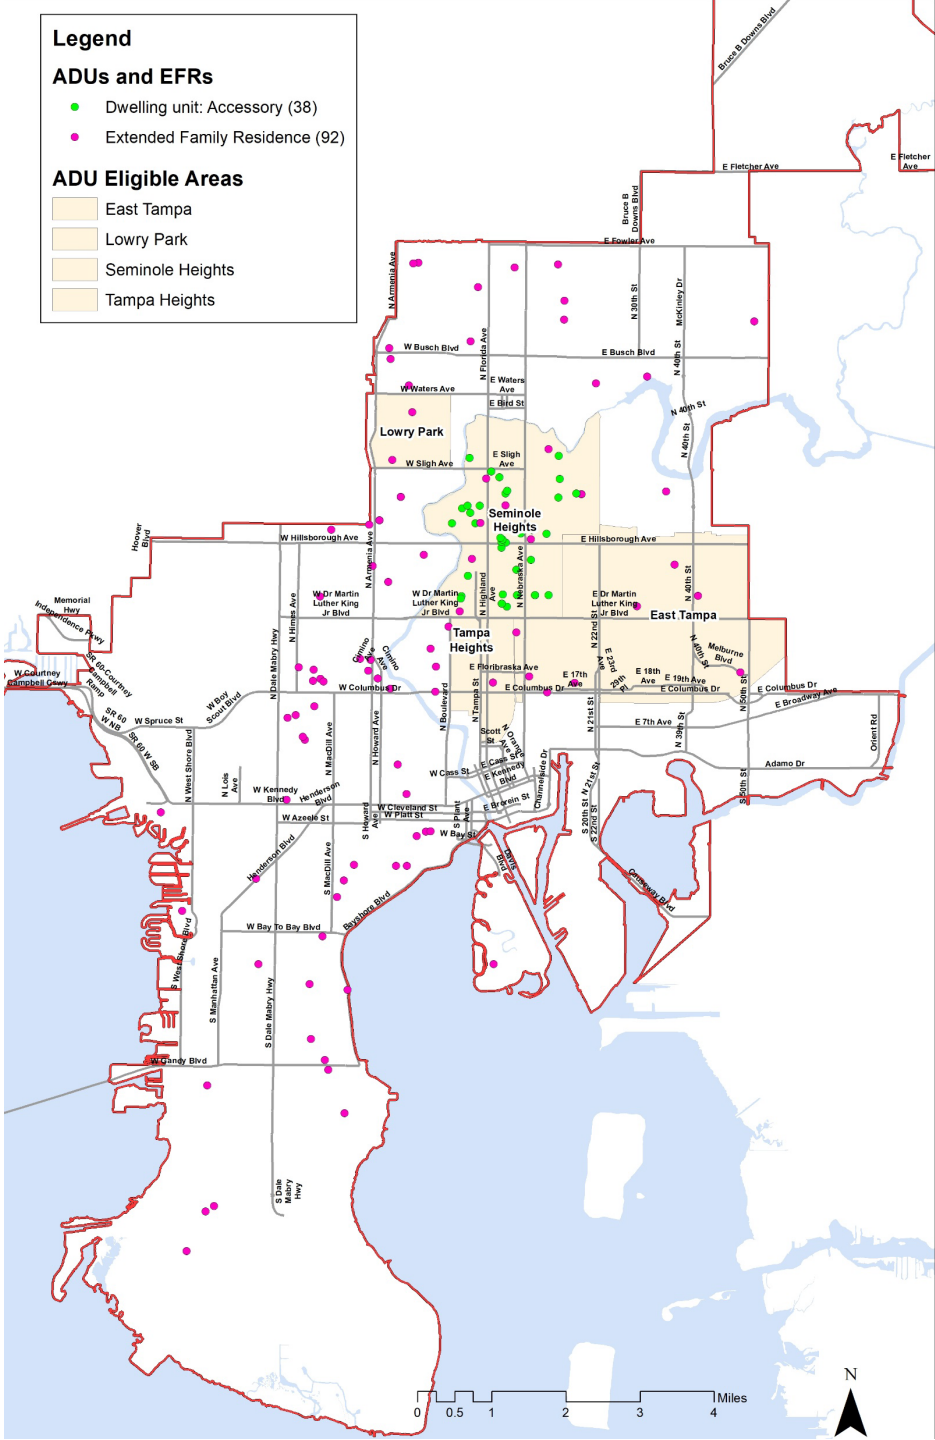 Legend
ADUs and EFRs
Dwelling unit: Accessory (38)
Extended Family Residence (92)
ADU Eligible Areas
East Tampa
Lowry Park
Seminole Heights
Tampa Heights
Bruce B Downs Blvd
E Fletcher Ave
E Fletcher
Ave
Bruce B
Downs Blvd
E Fowler Ave
N Armenia Ave
N 30th St
McKinley Dr
N Florida Ave
W Busch Blvd
E Busch Blvd
N 40th St
W Waters Ave
E Waters
Ave
E Bird St
N 40th St
N 40th St
Lowry Park
W Sligh Ave
E Sligh
Ave
Seminole
Heights
Hoover
Blvd
W Hillsborough Ave
E Hillsborough Ave
N Armenia Ave
N Highland
Ave
N Nebraska Ave
N 40th St
Memorial
Hwy
Independence Pkwy
N Himes Ave
W Dr Martin
Luther King
Jr Blvd
W Dr Martin
Luther King
Jr Blvd
E Dr Martin
Luther King
Jr Blvd
East Tampa
N Dale Mabry Hwy
Tampa
Heights
N 22nd St
N 40th St
Melbourne
Blvd
Cimino
Ave
Cimino
Ave
E 23rd
Ave
W Courtney
Campbell Cswy
SR 60-Courtney
Campbell
Ramp
E Floribraska Ave
E 17th
Ave
29th
Pl
E 18th
Ave
E 19th Ave
W Columbus Dr
E Columbus Dr
E Columbus Dr
E Columbus Dr
E Broadway Ave
N 50th St
SR 60
W NB
W Spruce St
W Boy
Scout Blvd
N Boulevard
N Tampa St
N 21st St
E 7th Ave
N 39th St
Orient Rd
SR 60 W SB
N West Shore Blvd
N MacDill Ave
N Howard Ave
Scott
St
N Orange
Ave
N Lois
Ave
W Cass St
E Cass St
E Kennedy
Blvd
Channelside Dr
Adamo Dr
N 21st St
S 50th St
W Kennedy
Blvd
Henderson
Blvd
W Cleveland St
W Platt St
E Brorein St
W Azeele St
S Howard
Ave
S Plant
Ave
W Bay St
S 20th St
S 22nd St
Henderson Blvd
S MacDill Ave
Davis
Blvd
Causeway Blvd
Bayshore Blvd
W Bay To Bay Blvd
S West Shore Blvd
S Manhattan Ave
S Dale Mabry Hwy
W Gandy Blvd
S Dale
Mabry
Hwy
N
Miles
0 0.5 1 2 3 4